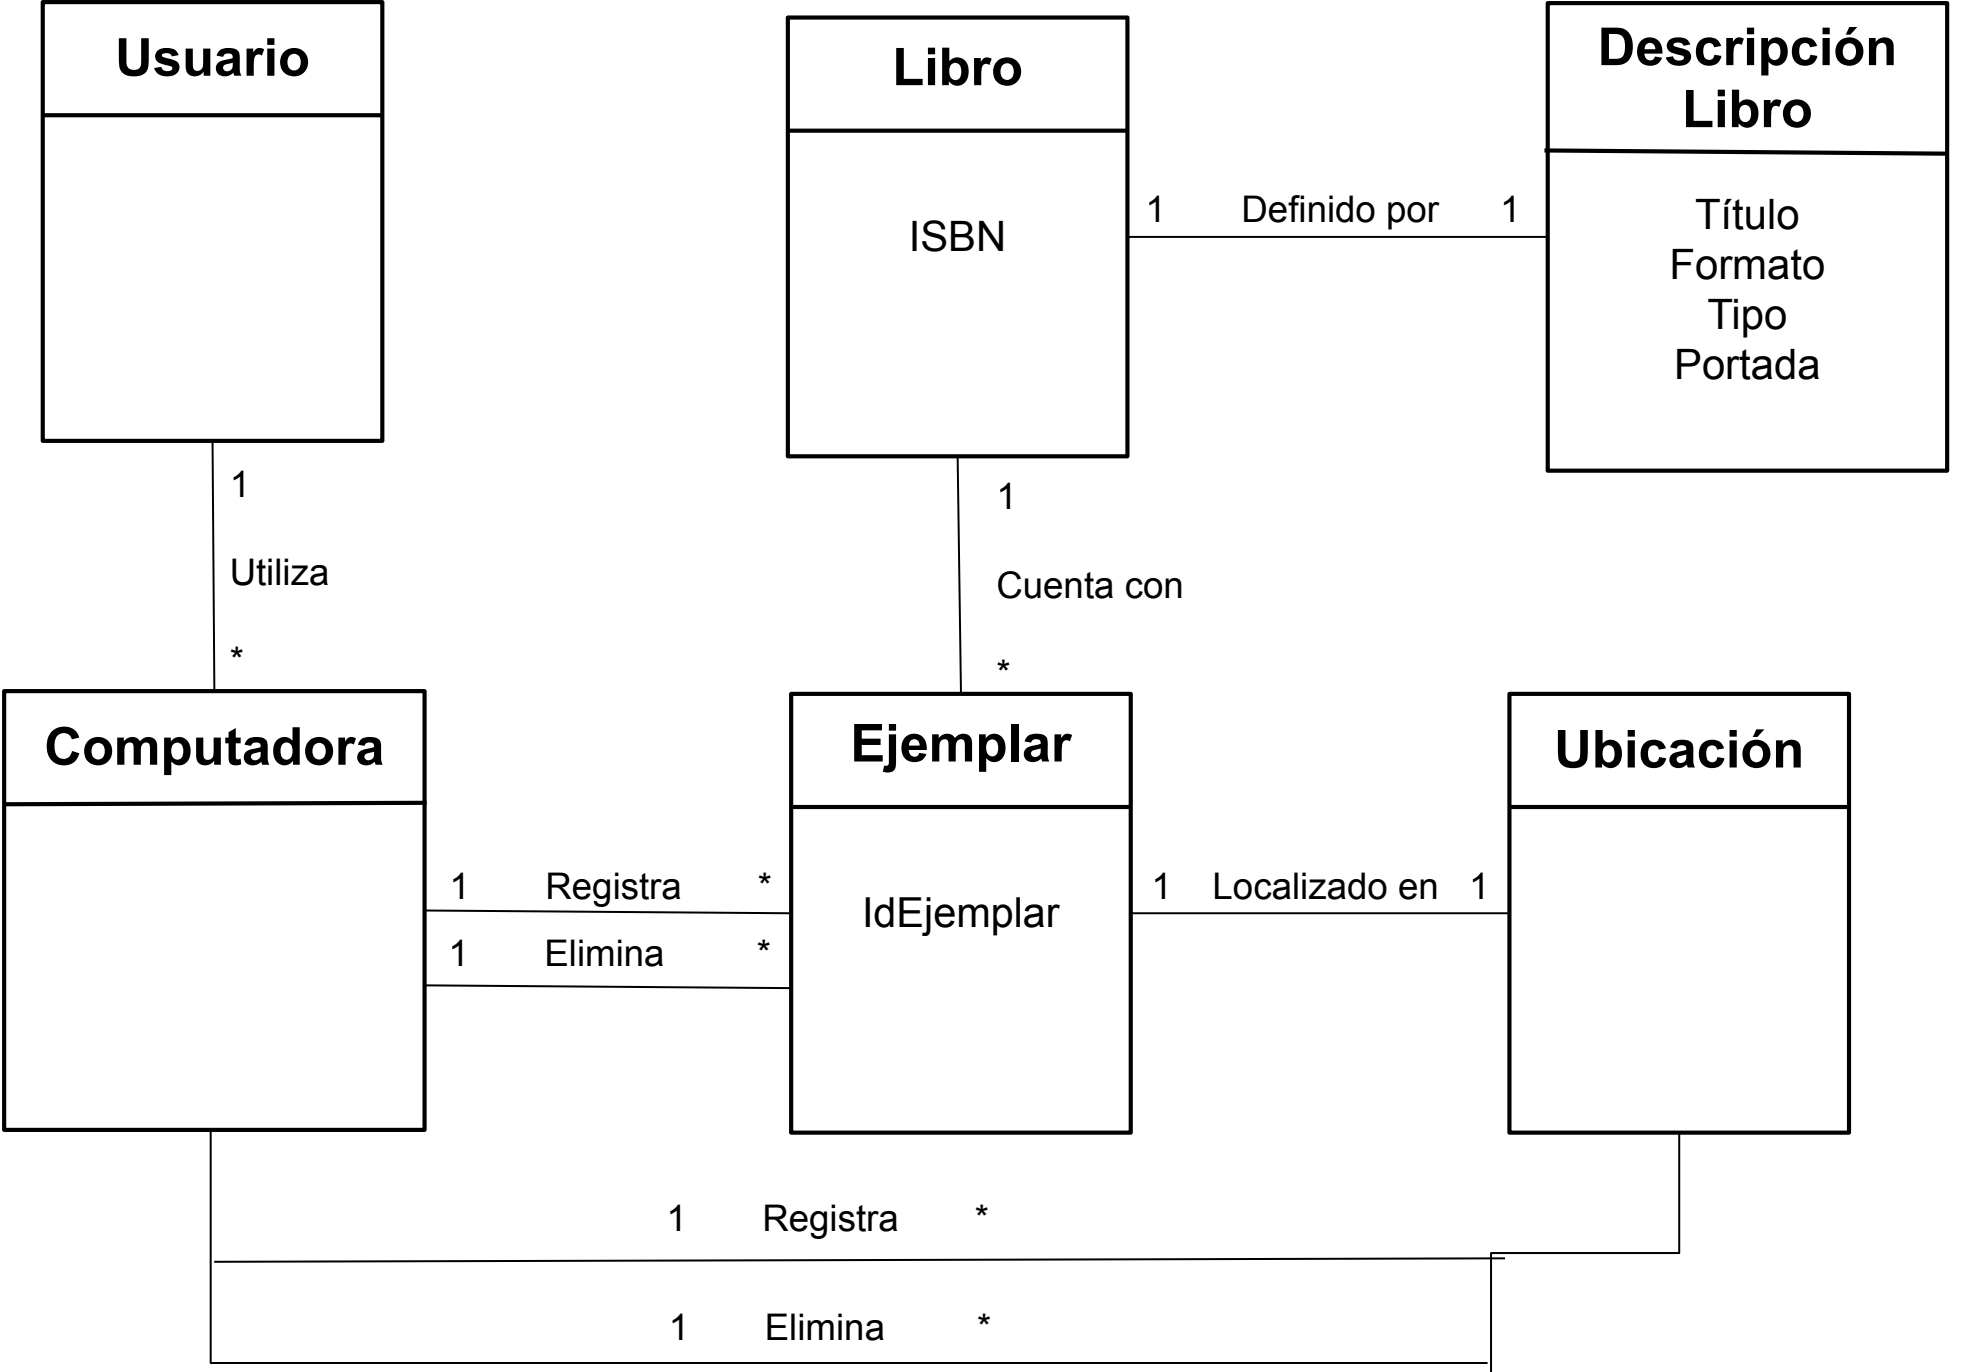 Usuario
Libro
ISBN
1 Definido por 1
Descripción
Libro
Título
Formato
Tipo
Portada
1
Utiliza
*
1
Cuenta con
*
Computadora
1 Registra *
1 Elimina *
Ejemplar
IdEjemplar
1 Localizado en 1
Ubicación
1 Registra *
1 Elimina *